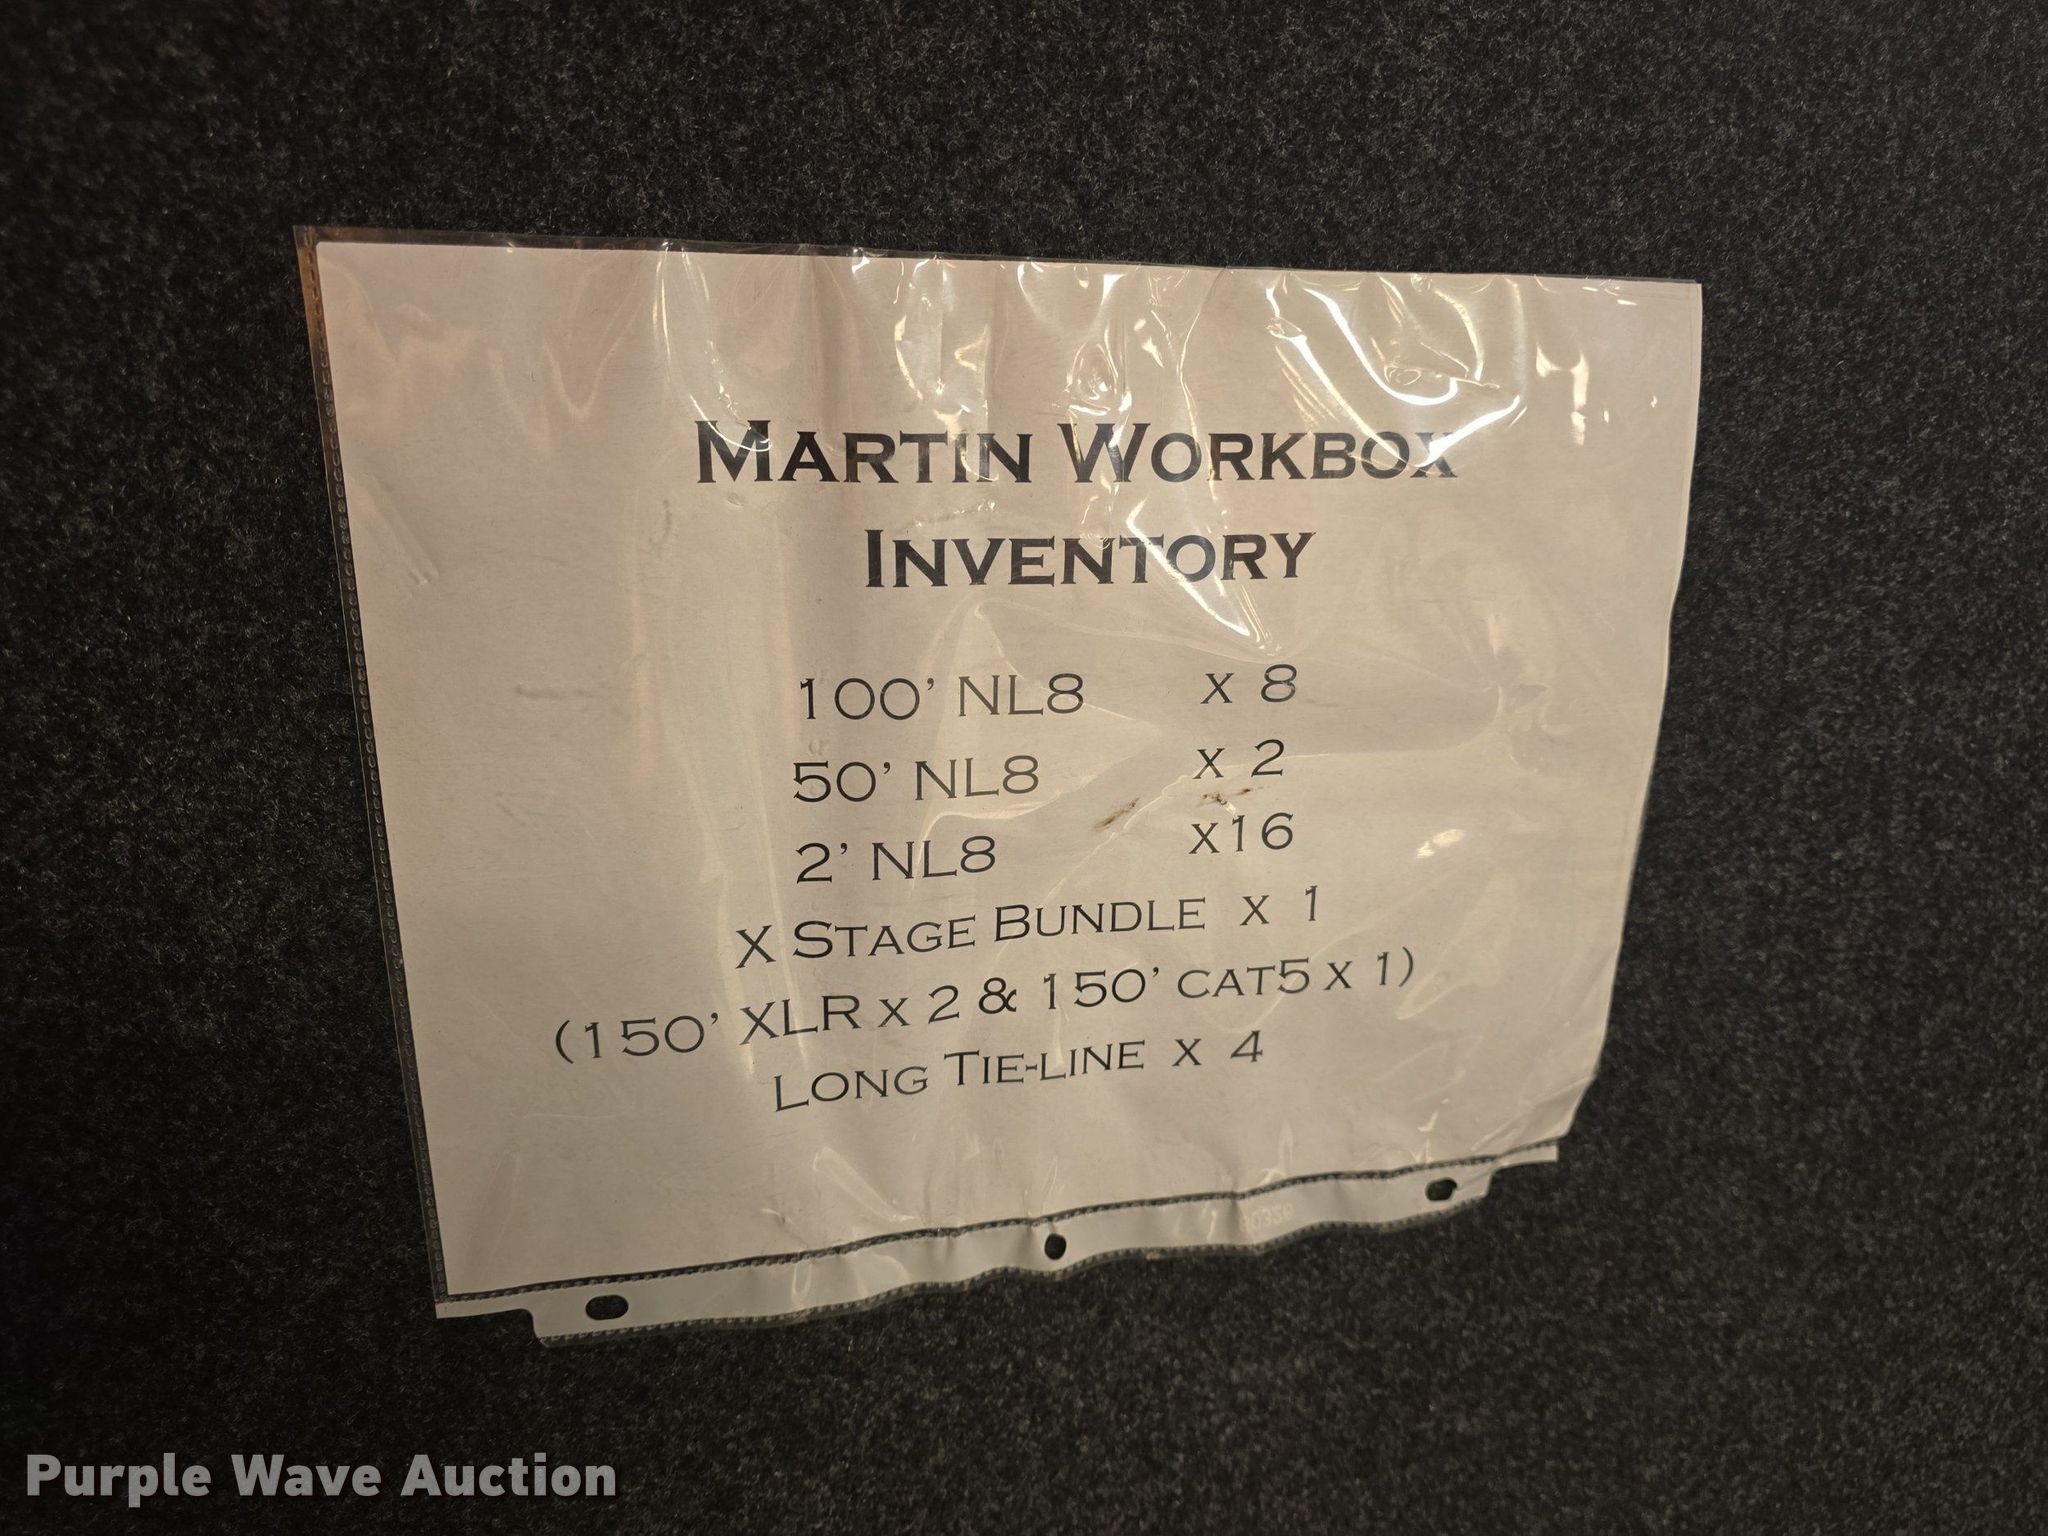 MARTIN WORKBOX
INVENTORY
100' NL8 X 8
50' NL8 X 2
2' NL8 X16
X STAGE BUNDLE X 1
(150' XLR X 2 & 150' CAT5 X 1)
LONG TIE-LINE X 4
Purple Wave Auction